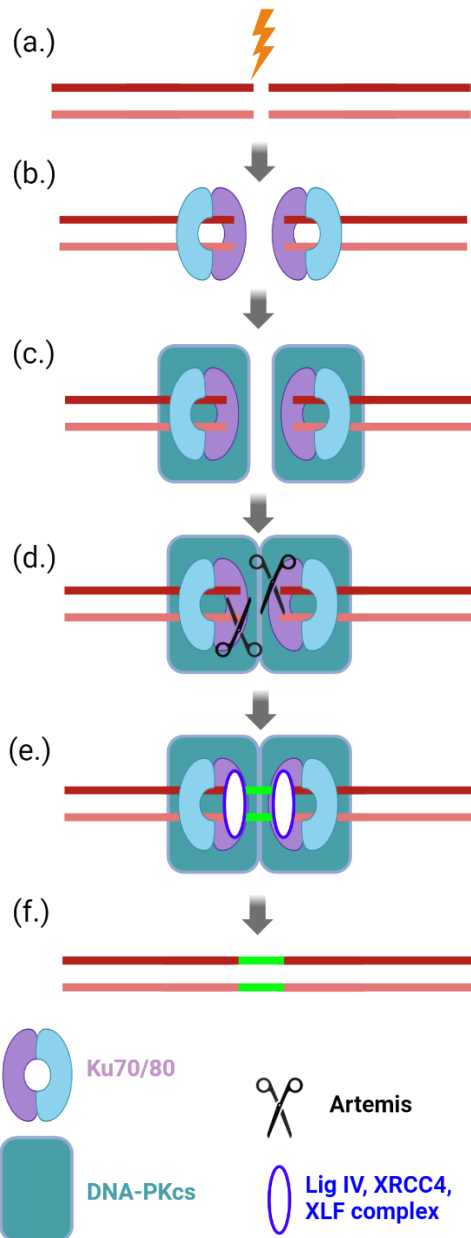 (a.)
(b.)
(c.)
(d.)
(e.)
(f.)
Ku70/80
Artemis
DNA-PKcs
Lig IV, XRCC4,
XLF complex